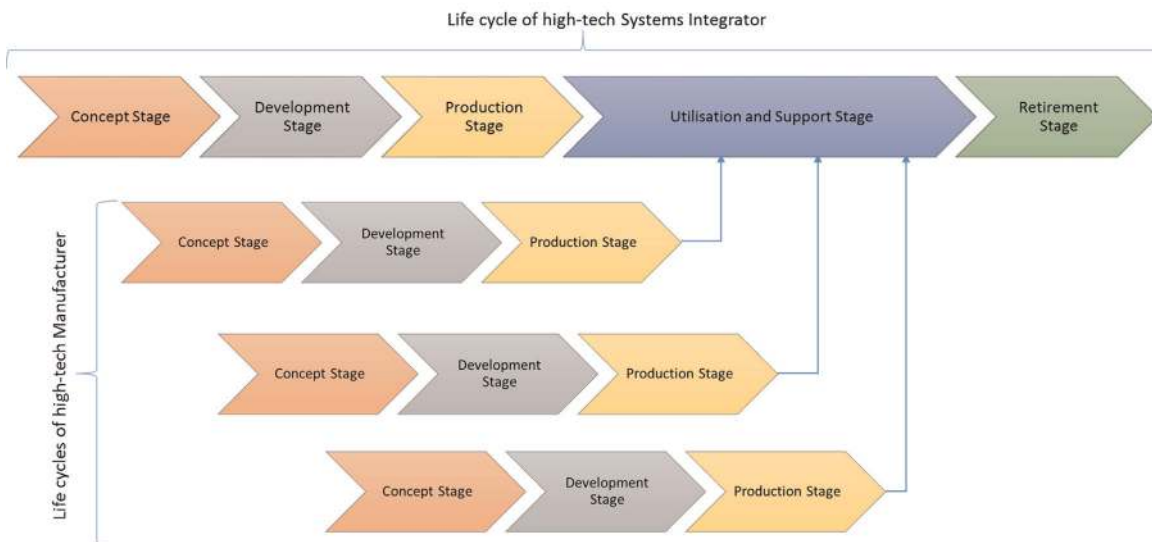 Life cycle of high-tech Systems Integrator
Concept Stage
Development
Stage
Production
Stage
Utilisation and Support Stage
Retirement
Stage
Life cycles of high-tech Manufacturer
Concept Stage
Development
Stage
Production Stage
Concept Stage
Development
Stage
Production Stage
Concept Stage
Development
Stage
Production Stage